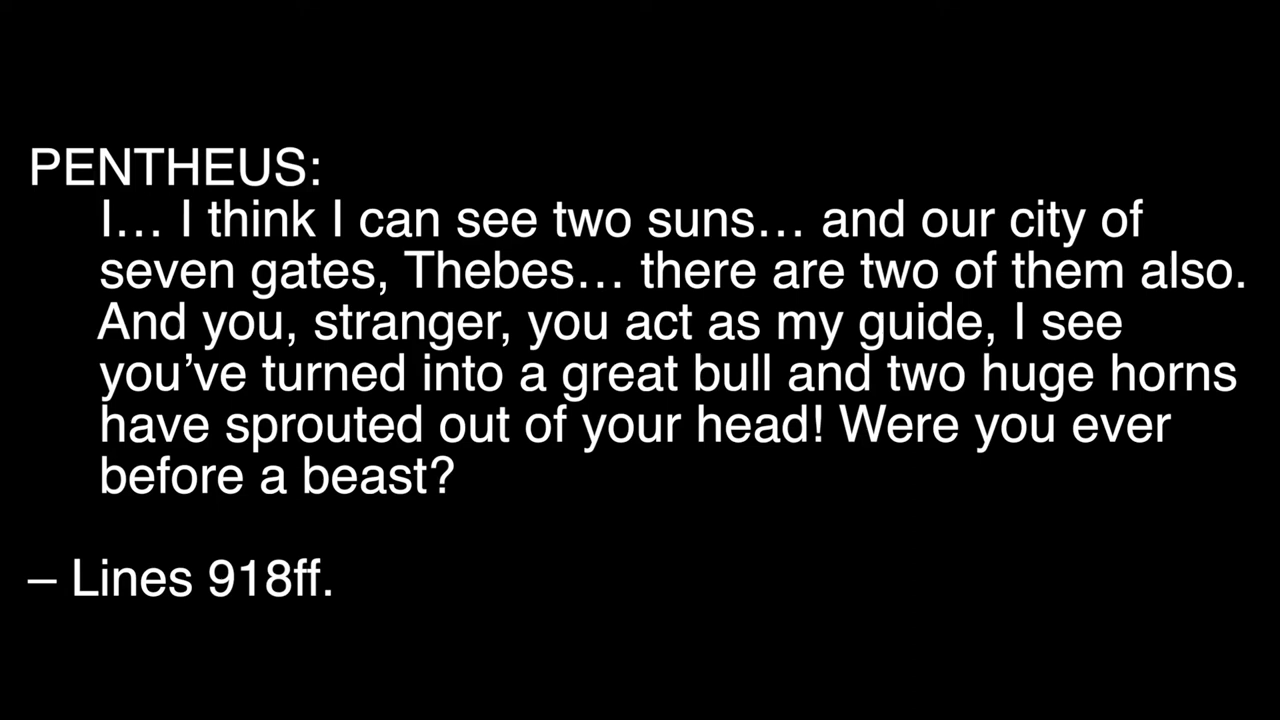 PENTHEUS:
I… I think I can see two suns… and our city of
seven gates, Thebes… there are two of them also.
And you, stranger, you act as my guide, I see
you’ve turned into a great bull and two huge horns
have sprouted out of your head! Were you ever
before a beast?
– Lines 918ff.